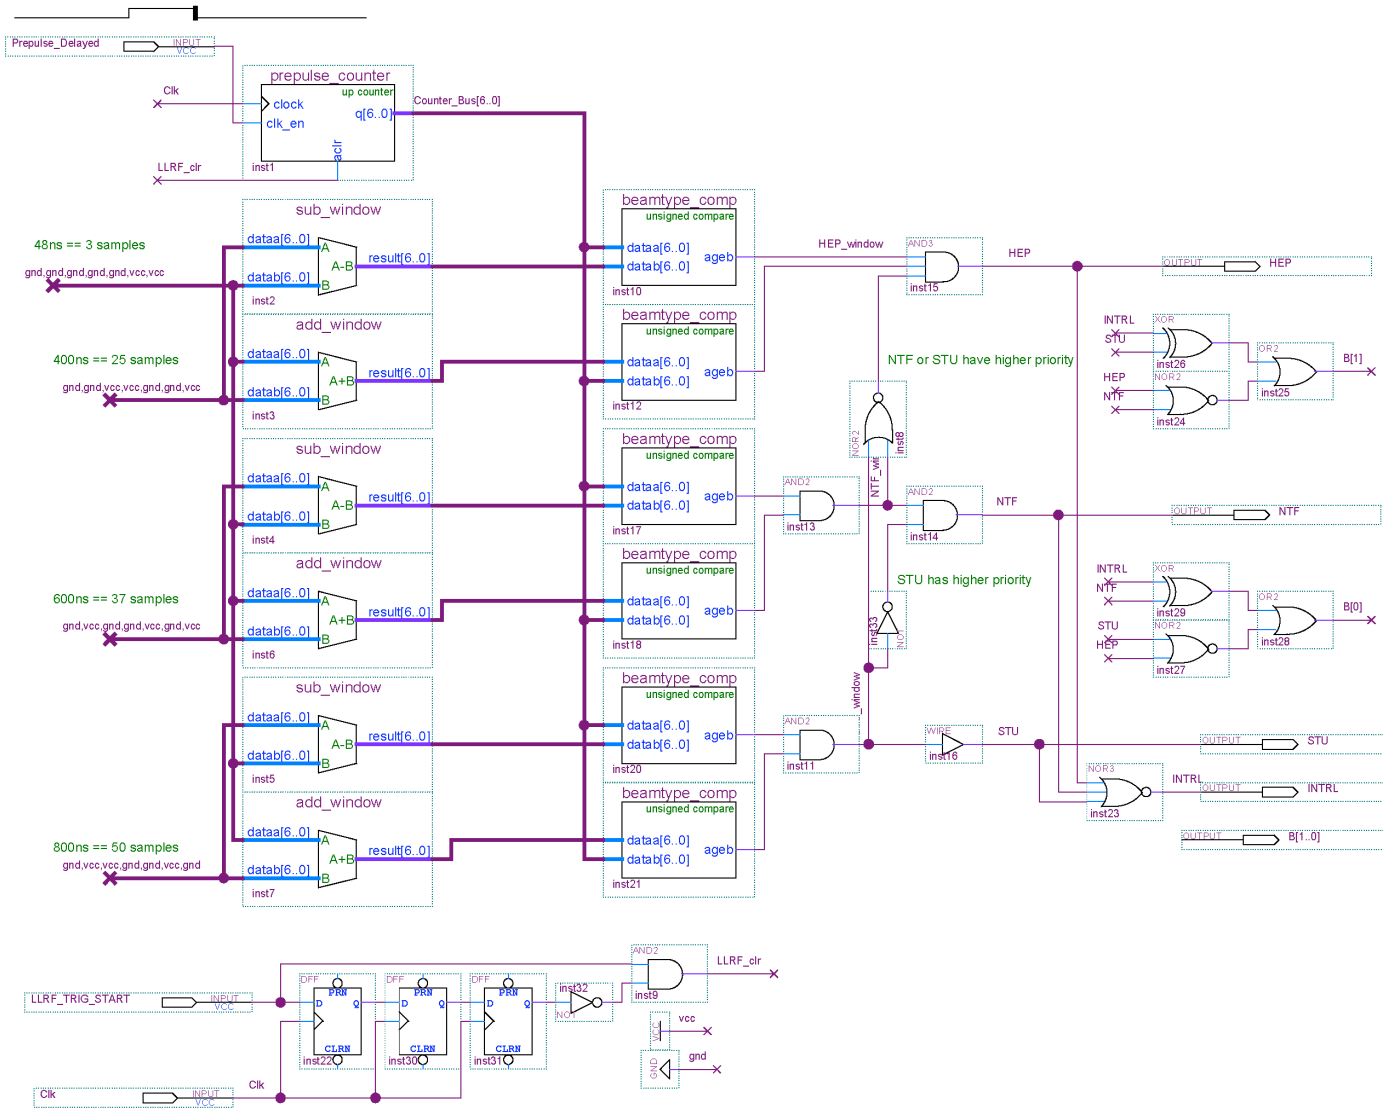 Prepulse_Delayed
INPUT
VCC
prepulse_counter
up counter
Clk
clock
q[6..0]
Counter_Bus[6..0]
clk_en
aclr
LLRF_clr
inst1
sub_window
dataa[6..0]
A
result[6..0]
A-B
48ns == 3 samples
gnd,gnd,gnd,gnd,gnd,vcc,vcc
datab[6..0]
B
inst2
add_window
dataa[6..0]
A
result[6..0]
A+B
400ns == 25 samples
gnd,gnd,vcc,vcc,gnd,gnd,vcc
datab[6..0]
B
inst3
sub_window
dataa[6..0]
A
result[6..0]
A-B
datab[6..0]
B
inst4
add_window
dataa[6..0]
A
result[6..0]
A+B
600ns == 37 samples
gnd,vcc,gnd,gnd,vcc,gnd,vcc
datab[6..0]
B
inst6
sub_window
dataa[6..0]
A
result[6..0]
A-B
datab[6..0]
B
inst5
add_window
dataa[6..0]
A
result[6..0]
A+B
800ns == 50 samples
gnd,vcc,vcc,gnd,gnd,vcc,gnd
datab[6..0]
B
inst7
beamtype_comp
unsigned compare
dataa[6..0]
ageb
datab[6..0]
inst10
beamtype_comp
unsigned compare
dataa[6..0]
ageb
datab[6..0]
inst12
beamtype_comp
unsigned compare
dataa[6..0]
ageb
datab[6..0]
inst17
beamtype_comp
unsigned compare
dataa[6..0]
ageb
datab[6..0]
inst18
beamtype_comp
unsigned compare
dataa[6..0]
ageb
datab[6..0]
inst20
beamtype_comp
unsigned compare
dataa[6..0]
ageb
datab[6..0]
inst21
HEP_window
AND3
inst15
HEP
OUTPUT
HEP
NTF or STU have higher priority
NOR2
inst8
NTF_wi
AND2
inst13
AND2
inst14
NTF
OUTPUT
NTF
STU has higher priority
inst33
NO
_window
AND2
inst11
WIRE
inst16
STU
OUTPUT
STU
NOR3
inst23
INTRL
OUTPUT
INTRL
OUTPUT
B[1..0]
INTRL
STU
XOR
inst26
HEP
NTF
NOR2
inst24
OR2
inst25
B[1]
INTRL
NTF
XOR
inst29
STU
HEP
NOR2
inst27
OR2
inst28
B[0]
LLRF_TRIG_START
INPUT
VCC
DFF
PRN
D
Q
CLRN
inst22
DFF
PRN
D
Q
CLRN
inst30
DFF
PRN
D
Q
CLRN
inst31
inst32
NOT
AND2
inst9
LLRF_clr
VCC
vcc
GND
gnd
Clk
INPUT
VCC
Clk